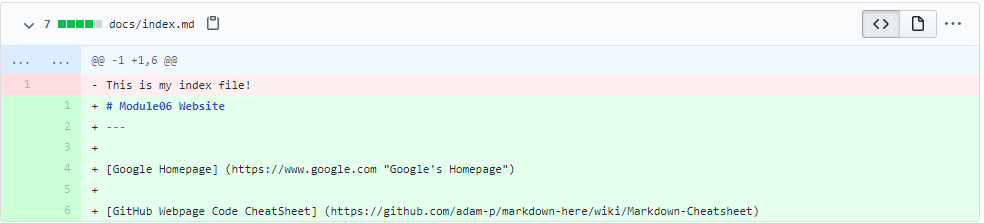 7 docs/index.md
... ... @@ -1 +1,6 @@
1 - This is my index file!
1 + # Module06 Website
2 + ---
3 +
4 + [Google Homepage] (https://www.google.com "Google's Homepage")
5 +
6 + [GitHub Webpage Code CheatSheet] (https://github.com/adam-p/markdown-here/wiki/Markdown-Cheatsheet)